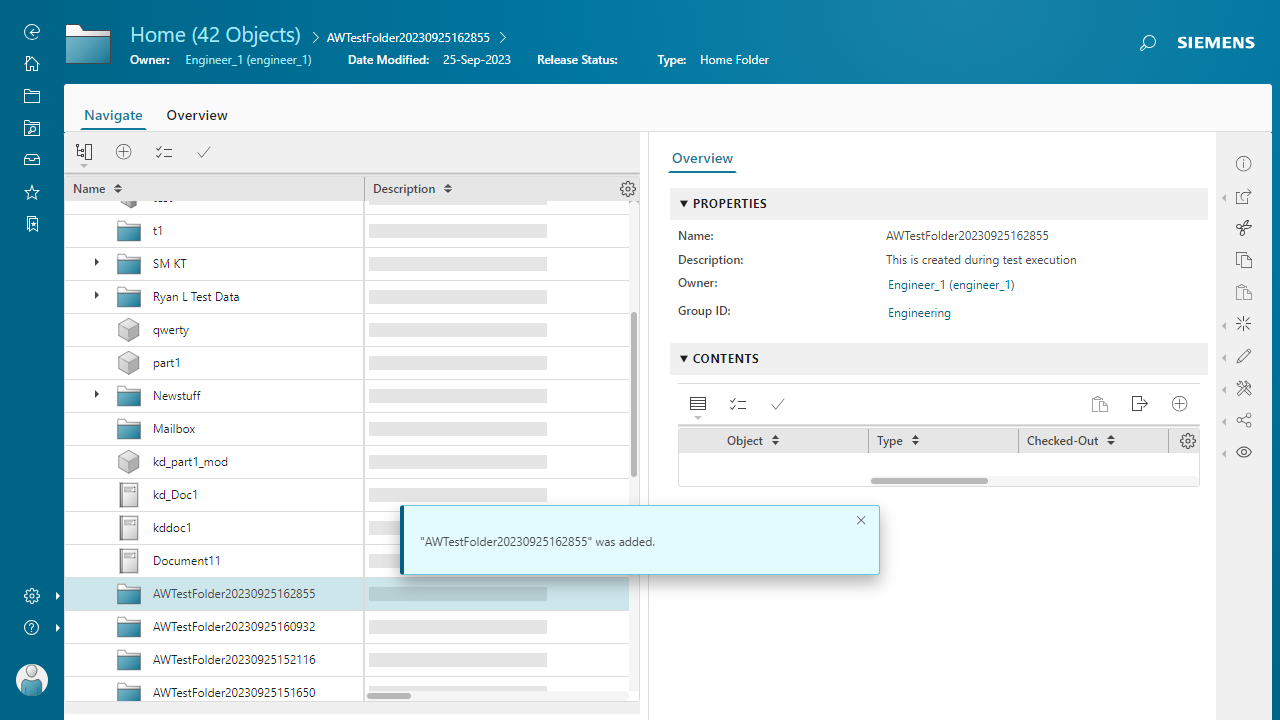 Home (42 Objects) AWTestFolder20230925162855
SIEMENS
Owner: Engineer_1 (engineer_1) Date Modified: 25-Sep-2023 Release Status: Type: Home Folder
Navigate Overview
Name Description
t1
SM KT
Ryan L Test Data
qwerty
part1
Newstuff
Mailbox
kd_part1_mod
kd_Doc1
kddoc1
Document11
AWTestFolder20230925162855
AWTestFolder20230925160932
AWTestFolder20230925152116
AWTestFolder20230925151650
Overview
PROPERTIES
Name: AWTestFolder20230925162855
Description: This is created during test execution
Owner: Engineer_1 (engineer_1)
Group ID: Engineering
CONTENTS
Object Type Checked-Out
"AWTestFolder20230925162855" was added.